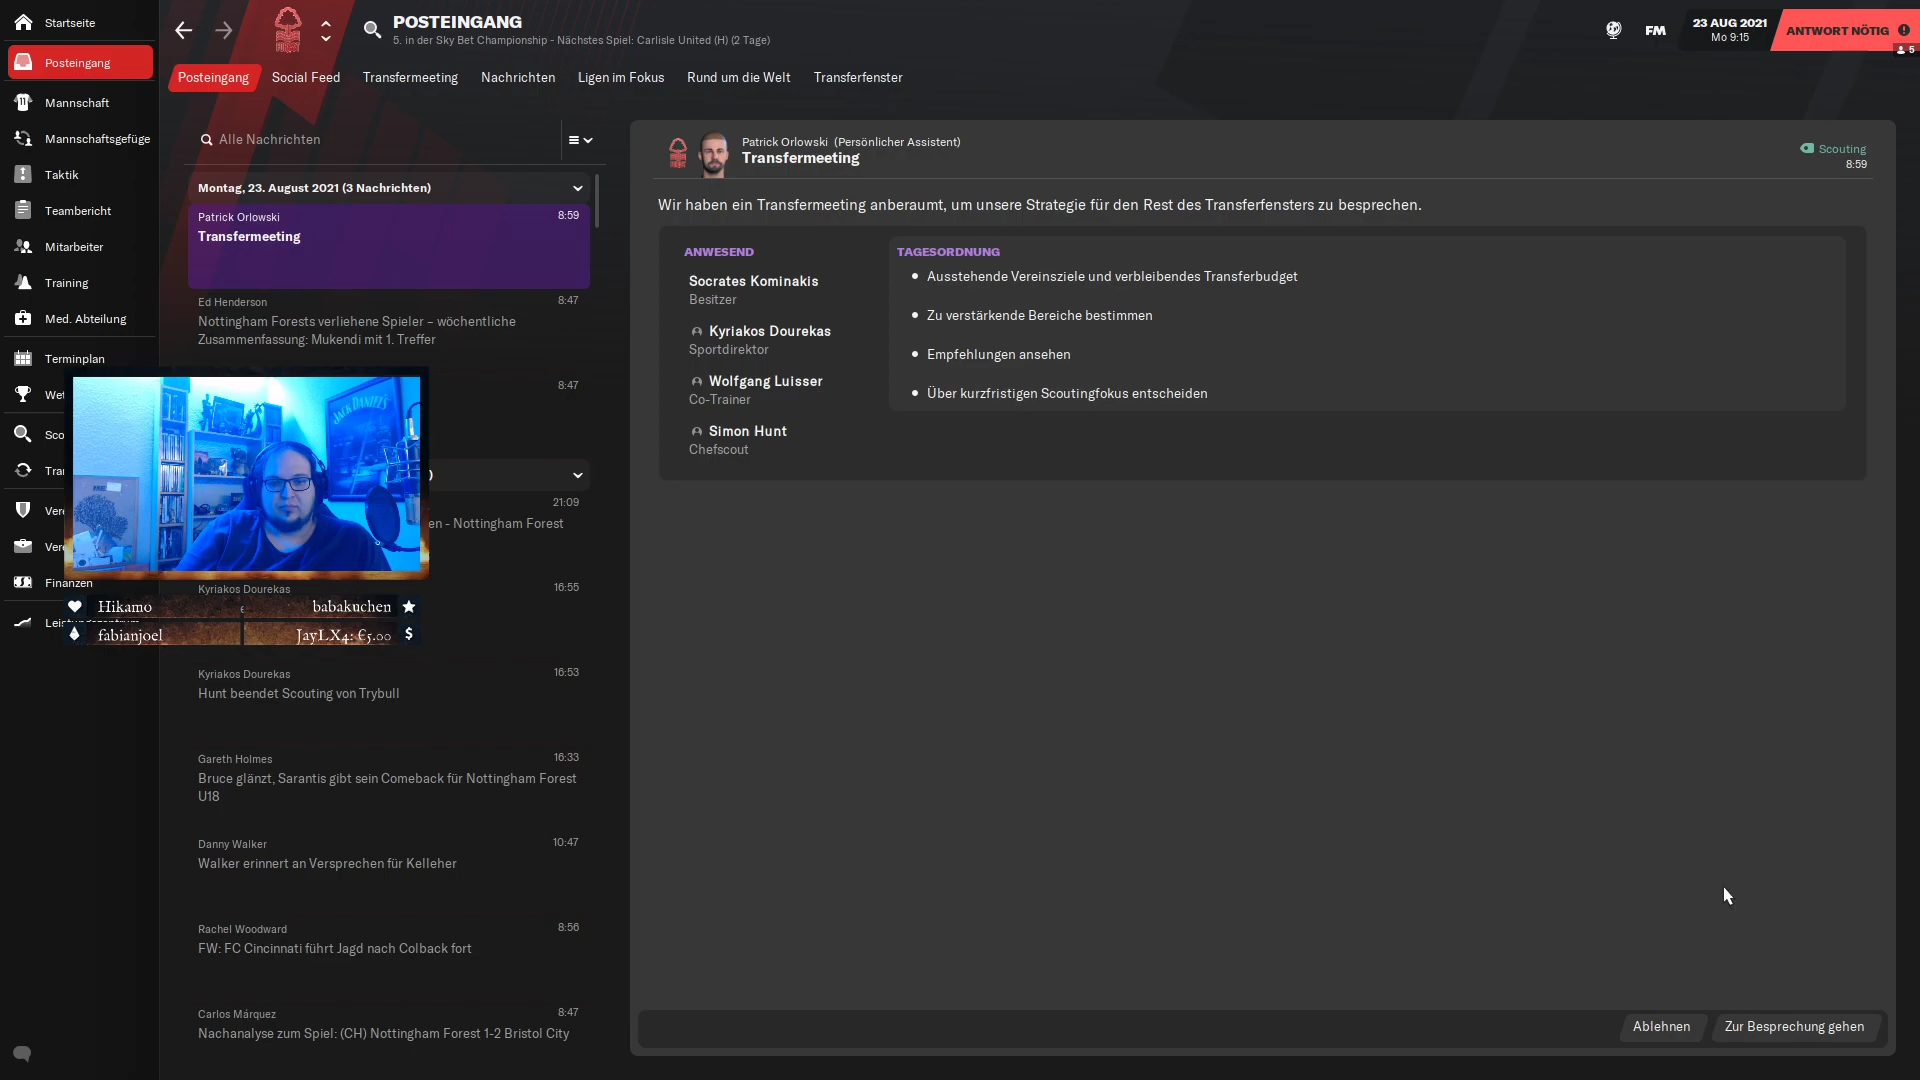 Startseite
Posteingang
Mannschaft
Mannschaftsgefüge
Taktik
Teambericht
Mitarbeiter
Training
Med. Abteilung
Terminplan
Finanzen
POSTEINGANG
5. in der Sky Bet Championship - Nächstes Spiel: Carlisle United (H) (2 Tage)
FM
23 AUG 2021
Mo 9:15
ANTWORT NÖTIG
5
Posteingang Social Feed Transfermeeting Nachrichten Ligen im Fokus Rund um die Welt Transferfenster
Alle Nachrichten
Montag, 23. August 2021 (3 Nachrichten)
Patrick Orlowski 8:59
Transfermeeting
Ed Henderson 8:47
Nottingham Forests verliehene Spieler – wöchentliche
Zusammenfassung: Mukendi mit 1. Treffer
8:47
21:09
en - Nottingham Forest
Kyriakos Dourekas 16:55
JACK DANIEL'S
Hikamo babakuchen
fabianjoel JayLX4: €5.00 $
Kyriakos Dourekas 16:53
Hunt beendet Scouting von Trybull
Gareth Holmes 16:33
Bruce glänzt, Sarantis gibt sein Comeback für Nottingham Forest
U18
Danny Walker 10:47
Walker erinnert an Versprechen für Kelleher
Rachel Woodward 8:56
FW: FC Cincinnati führt Jagd nach Colback fort
Carlos Márquez 8:47
Nachanalyse zum Spiel: (CH) Nottingham Forest 1-2 Bristol City
Patrick Orlowski (Persönlicher Assistent)
Transfermeeting
Scouting
8:59
Wir haben ein Transfermeeting anberaumt, um unsere Strategie für den Rest des Transferfensters zu besprechen.
ANWESEND
Socrates Kominakis
Besitzer
Kyriakos Dourekas
Sportdirektor
Wolfgang Luisser
Co-Trainer
Simon Hunt
Chefscout
TAGESORDNUNG
• Ausstehende Vereinsziele und verbleibendes Transferbudget
• Zu verstärkende Bereiche bestimmen
• Empfehlungen ansehen
• Über kurzfristigen Scoutingfokus entscheiden
Ablehnen
Zur Besprechung gehen